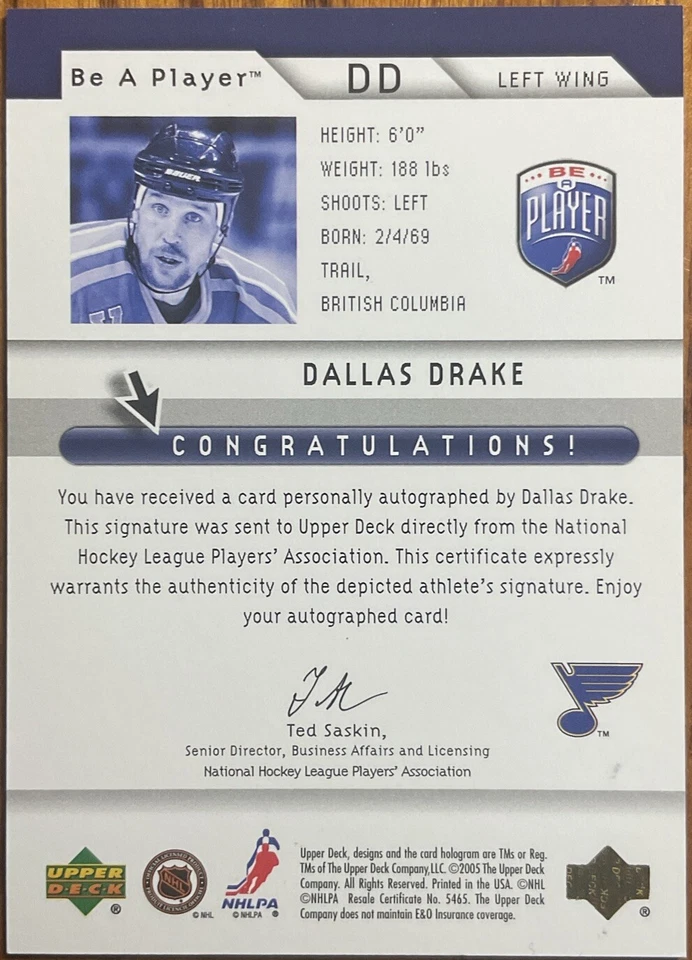 Be A Player™
DD
LEFT WING
BAUER
HEIGHT: 6'0"
WEIGHT: 188 lbs
SHOOTS: LEFT
BORN: 2/4/69
TRAIL,
BRITISH COLUMBIA
BE
A
PLAYER
TM
DALLAS DRAKE
CONGRATULATIONS!
You have received a card personally autographed by Dallas Drake.
This signature was sent to Upper Deck directly from the National
Hockey League Players' Association. This certificate expressly
warrants the authenticity of the depicted athlete's signature. Enjoy
your autographed card!
Ted Saskin,
Senior Director, Business Affairs and Licensing
National Hockey League Players' Association
TM
UPPER
D·E·C·K
®
NHL
© NHL
NHLPA
© NHLPA
®
Upper Deck, designs and the card hologram are TMs or Reg.
TMs of The Upper Deck Company,LLC. ©2005 The Upper Deck
Company. All Rights Reserved. Printed in the USA. ©NHL
©NHLPA Resale Certificate No. 5465. The Upper Deck
Company does not maintain E&O Insurance coverage.
®